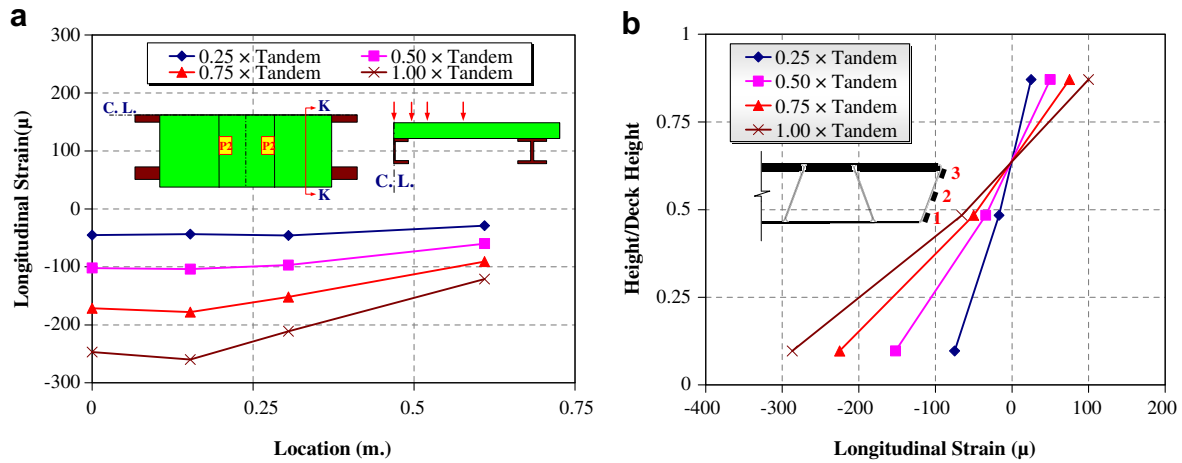 a
Longitudinal Strain(μ)
300
200
150
100
50
0
-50
-100
-200
-300
0.25 × Tandem
0.50 × Tandem
0.75 × Tandem
1.00 × Tandem
C. L.
K
P2
P2
K
C. L.
0
0.25
0.5
0.75
Location (m.)
b
Height/Deck Height
1
0.75
0.5
0.25
0
0.25 × Tandem
0.50 × Tandem
0.75 × Tandem
1.00 × Tandem
3
2
1
-400
-300
-200
-100
0
100
200
Longitudinal Strain (μ)